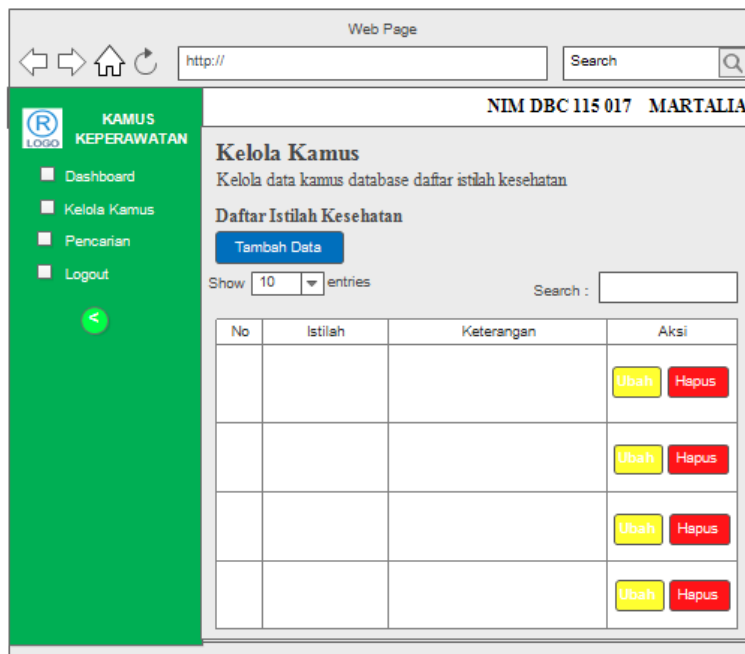 Web Page
http://
Search
NIM DBC 115 017 MARTALIA
R
LOGO
KAMUS
KEPERAWATAN
Dashboard
Kelola Kamus
Pencarian
Logout
<
Kelola Kamus
Kelola data kamus database daftar istilah kesehatan
Daftar Istilah Kesehatan
Tambah Data
Show 10 entries
Search :
No Istilah Keterangan Aksi
Ubah Hapus
Ubah Hapus
Ubah Hapus
Ubah Hapus